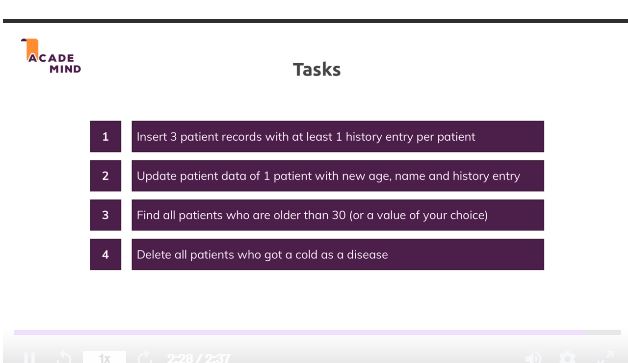 ACADE
MIND
Tasks
1 Insert 3 patient records with at least 1 history entry per patient
2 Update patient data of 1 patient with new age, name and history entry
3 Find all patients who are older than 30 (or a value of your choice)
4 Delete all patients who got a cold as a disease
1x 2:28 / 2:37